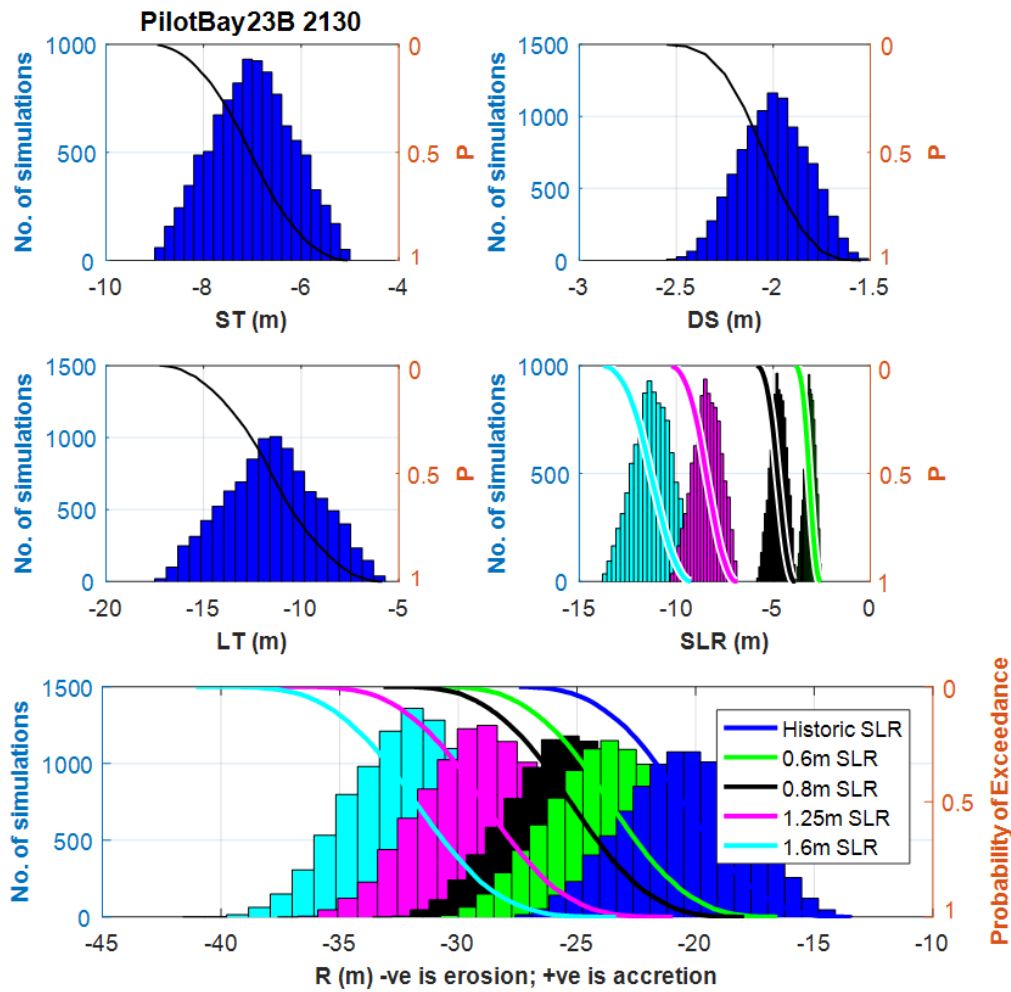 PilotBay23B 2130
No. of simulations
1000
500
0
0
0.5
1
P
-10
-8
-6
-4
ST (m)
No. of simulations
1500
1000
500
0
0
0.5
1
P
-3
-2.5
-2
-1.5
DS (m)
No. of simulations
1500
1000
500
0
0
0.5
1
P
-20
-15
-10
-5
LT (m)
No. of simulations
1000
500
0
0
0.5
1
P
-15
-10
-5
0
SLR (m)
No. of simulations
1500
1000
500
0
Historic SLR
0.6m SLR
0.8m SLR
1.25m SLR
1.6m SLR
0
0.5
1
Probability of Exceedance
-45
-40
-35
-30
-25
-20
-15
-10
R (m) -ve is erosion; +ve is accretion